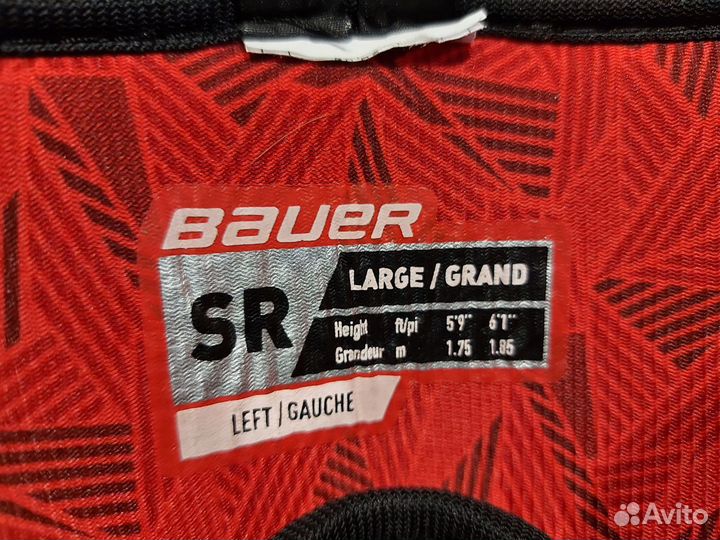 BAUER
SR
LARGE / GRAND
Height ft/pi 5'9" 6'1"
Grandeur m 1.75 1.85
LEFT / GAUCHE
Avito